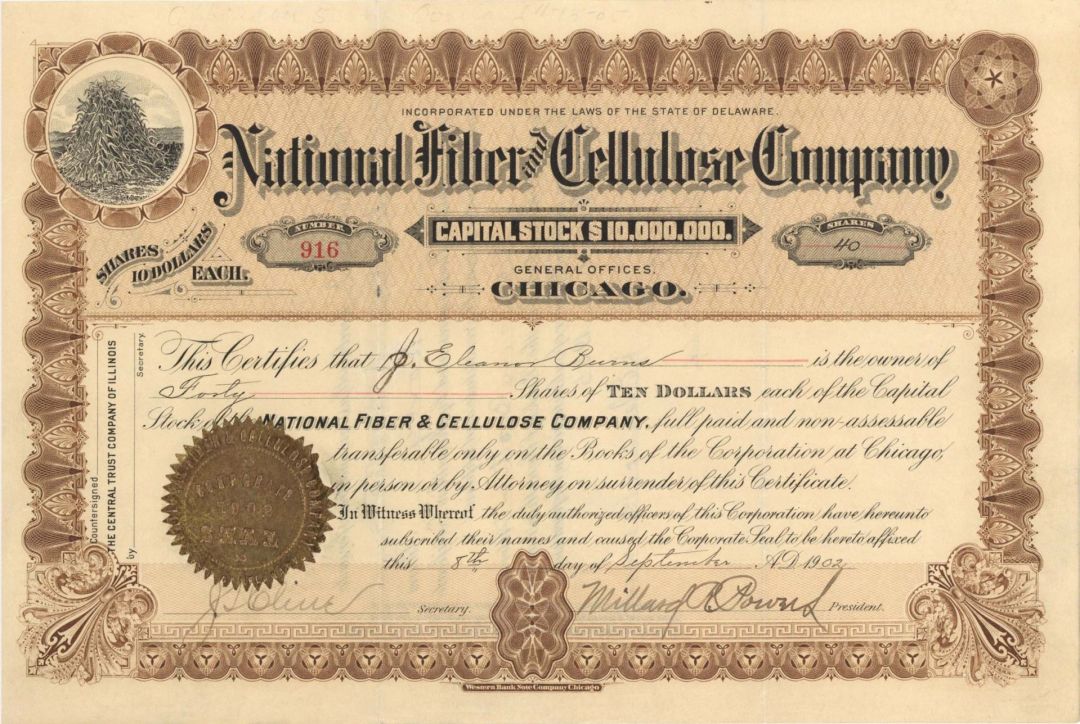 INCORPORATED UNDER THE LAWS OF THE STATE OF DELAWARE.
National Fiber and Cellulose Company
SHARES
10 DOLLARS
EACH.
NUMBER
916
CAPITAL STOCK $10,000,000.
SHARES
40
GENERAL OFFICES,
CHICAGO.
Countersigned
THE CENTRAL TRUST COMPANY OF ILLINOIS
by
Secretary.
This Certifies that J. Eleanor Burns is the owner of
Forty Shares of TEN DOLLARS each of the Capital
Stock of the NATIONAL FIBER & CELLULOSE COMPANY, full paid and non-assessable
transferable only on the Books of the Corporation at Chicago,
in person or by Attorney on surrender of this Certificate.
In Witness Whereof the duly authorized officers of this Corporation have hereunto
subscribed their names and caused the Corporate Seal to be hereto affixed
this 8th day of September A.D. 1902
Secretary.
Millard R. Powers President.
SEAL
Western Bank Note Company Chicago